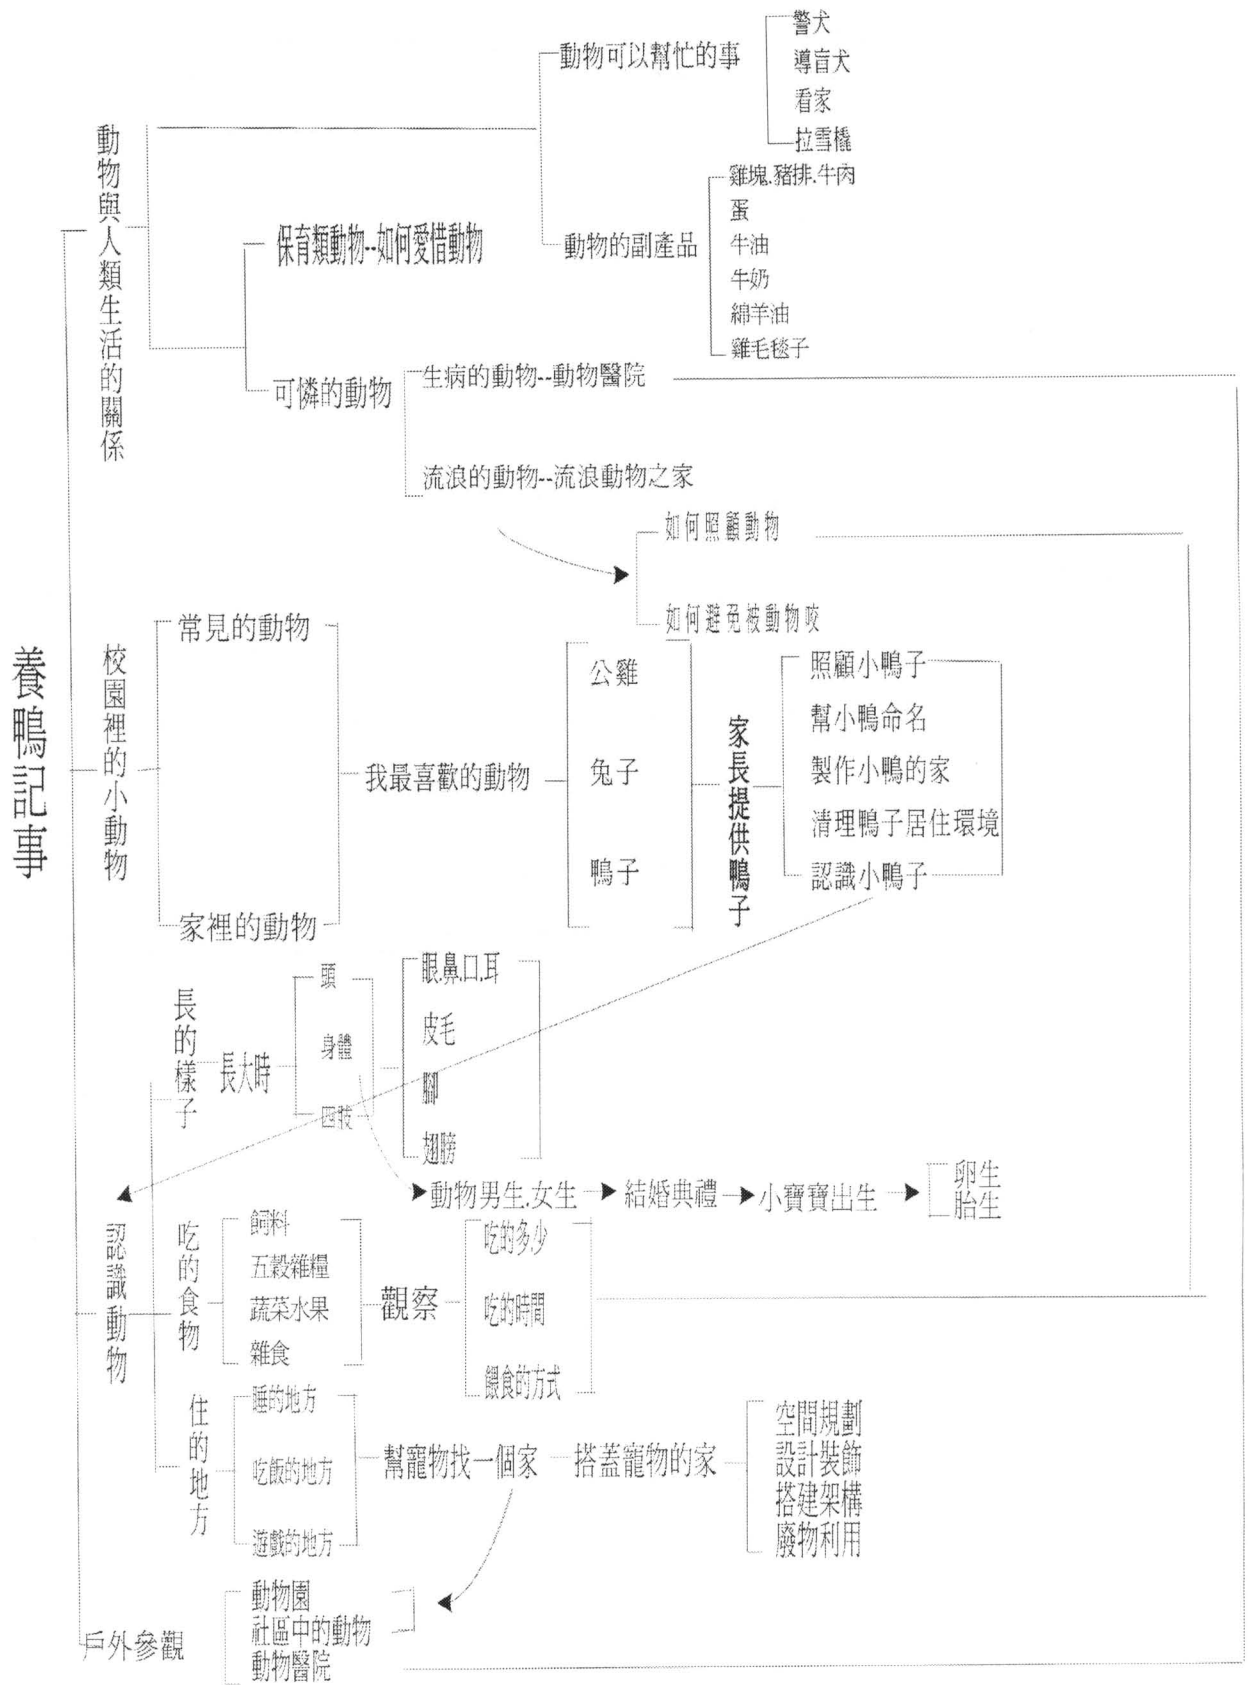 養鴨記事
動物與人類生活的關係
動物可以幫忙的事
警犬
導盲犬
看家
拉雪橇
動物的副產品
雞塊.豬排.牛肉
蛋
牛油
牛奶
綿羊油
雞毛毯子
保育類動物--如何愛惜動物
可憐的動物
生病的動物--動物醫院
流浪的動物--流浪動物之家
如何照顧動物
如何避免被動物咬
校園裡的小動物
常見的動物
家裡的動物
我最喜歡的動物
公雞
兔子
鴨子
家長提供鴨子
照顧小鴨子
幫小鴨命名
製作小鴨的家
清理鴨子居住環境
認識小鴨子
認識動物
長的樣子
長大時
頭
身體
四肢
眼.鼻.口.耳
皮毛
腳
翅膀
動物男生.女生
結婚典禮
小寶寶出生
卵生
胎生
吃的食物
飼料
五穀雜糧
蔬菜水果
雜食
觀察
吃的多少
吃的時間
餵食的方式
住的地方
睡的地方
吃飯的地方
遊戲的地方
幫寵物找一個家
搭蓋寵物的家
空間規劃
設計裝飾
搭建架構
廢物利用
戶外參觀
動物園
社區中的動物
動物醫院